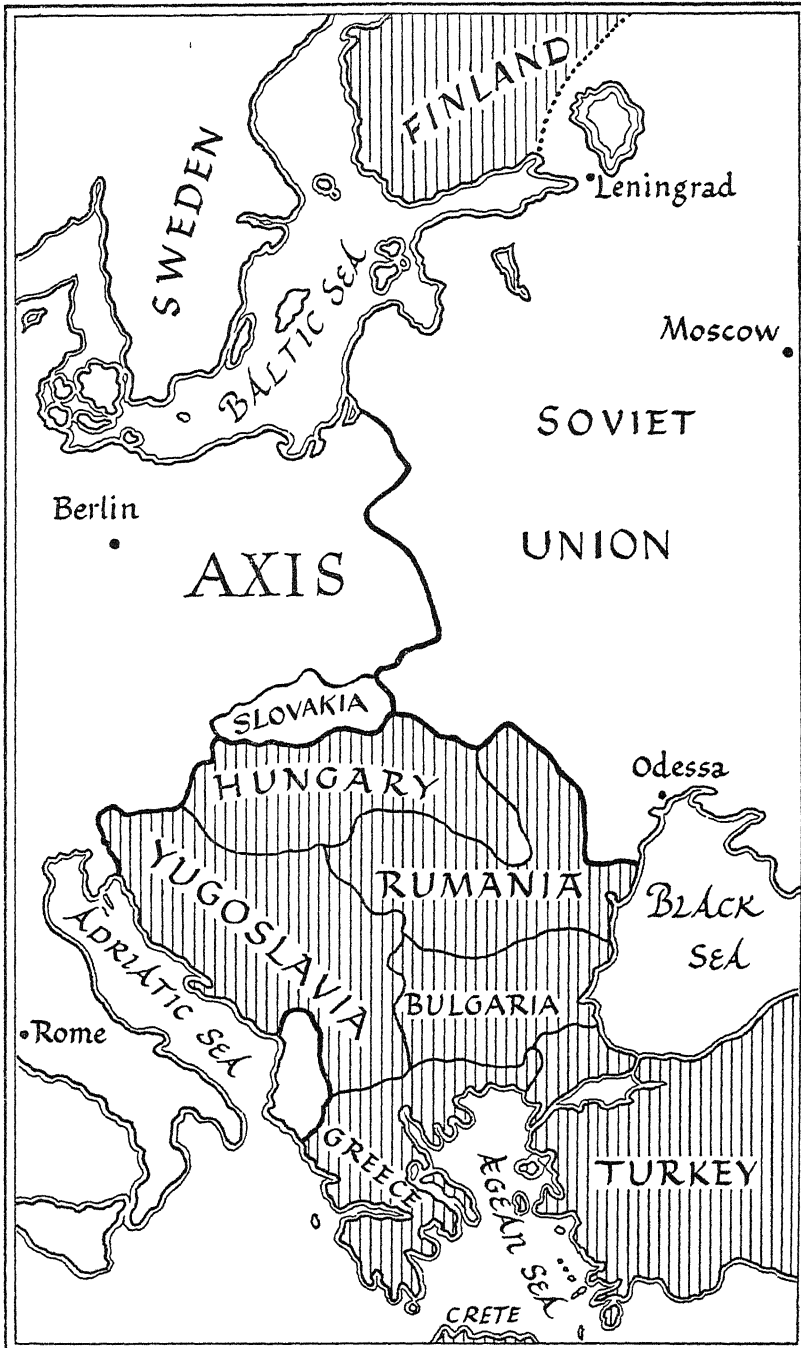 FINLAND
SWEDEN
Leningrad
BALTIC SEA
Moscow
SOVIET
UNION
Berlin
AXIS
SLOVAKIA
HUNGARY
Odessa
YUGOSLAVIA
RUMANIA
BLACK
SEA
ADRIATIC SEA
BULGARIA
Rome
GREECE
ÆGEAN SEA
TURKEY
CRETE